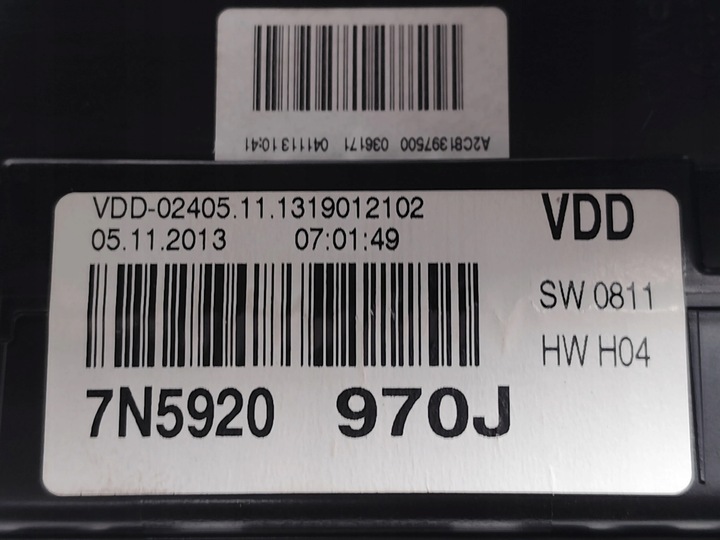 A2C81397500 036171 041113 10:41
VDD-02405.11.1319012102
05.11.2013 07:01:49
VDD
SW 0811
HW H04
7N5920 970J